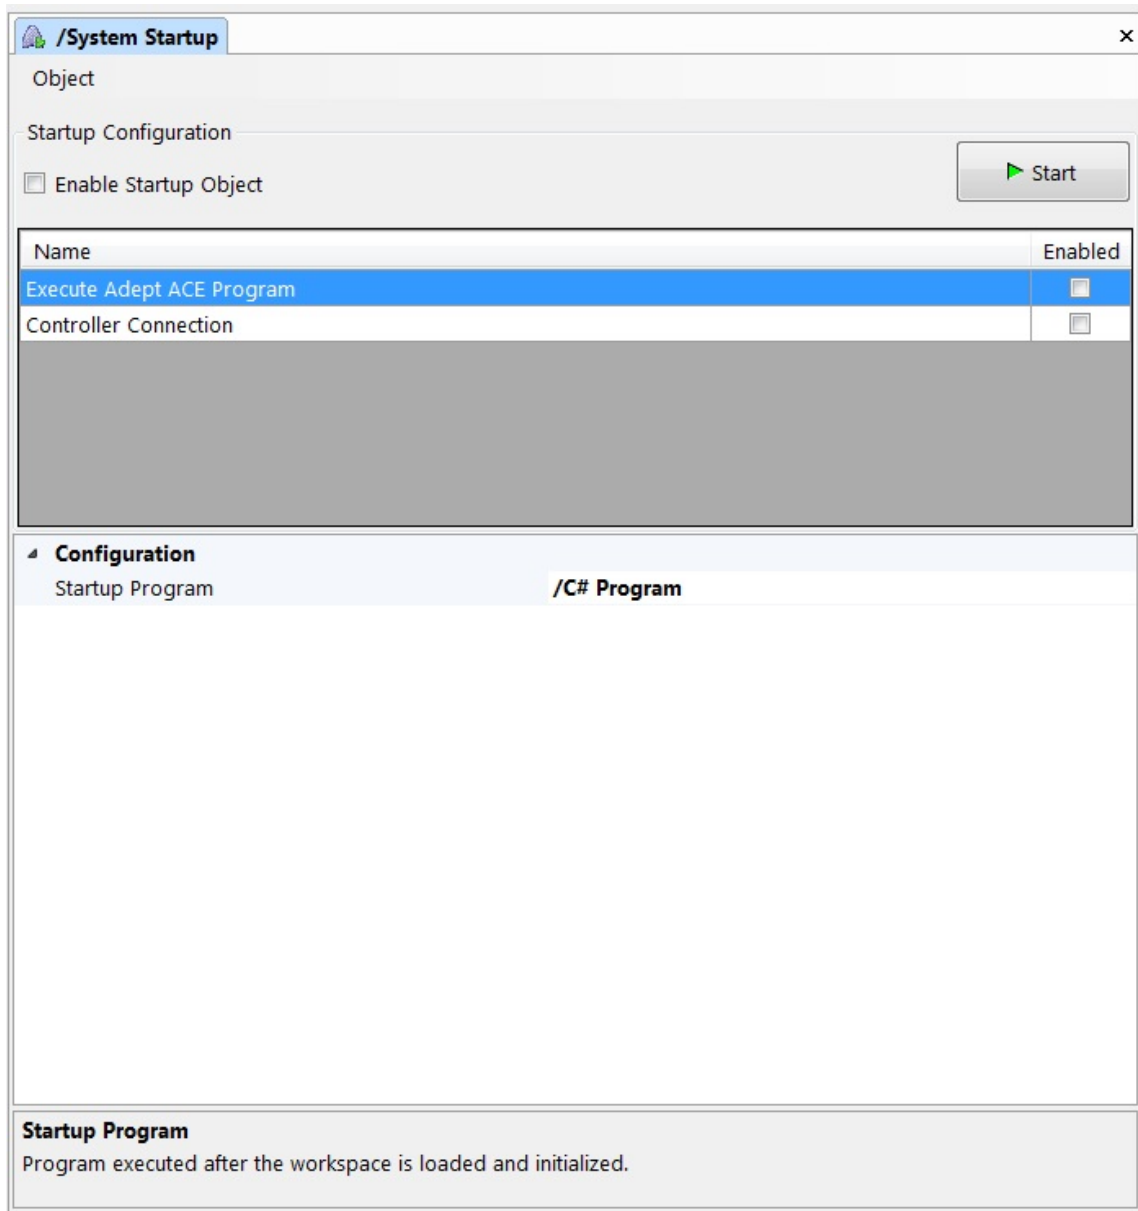 /System Startup
Object
Startup Configuration
Enable Startup Object
Start
Name Enabled
Execute Adept ACE Program
Controller Connection
Configuration
Startup Program /C# Program
Startup Program
Program executed after the workspace is loaded and initialized.